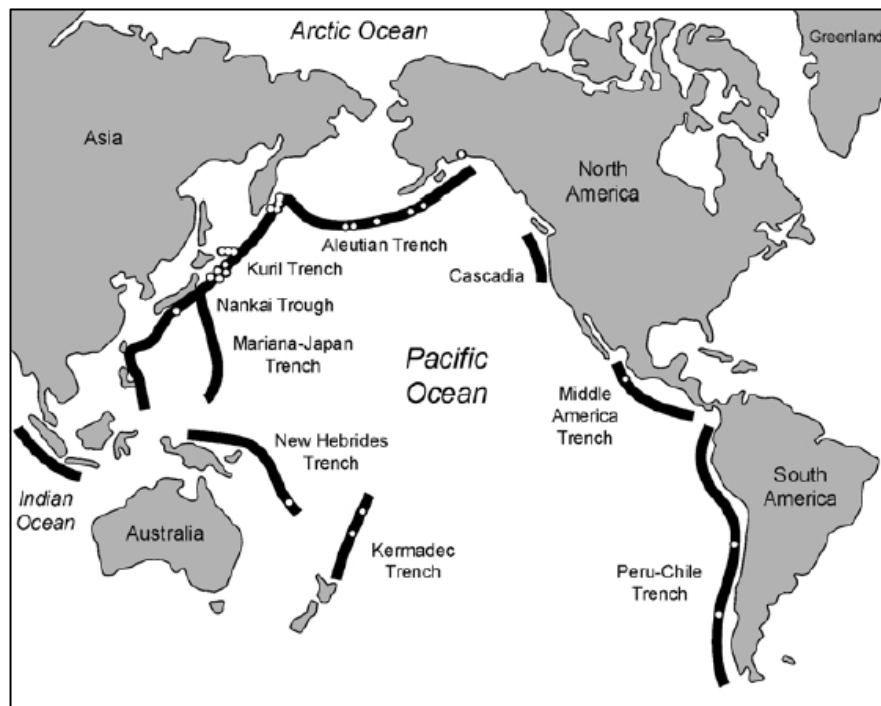 Arctic Ocean
Greenland
Asia
North
America
Aleutian Trench
Kuril Trench
Cascadia
Nankai Trough
Mariana-Japan
Trench
Pacific
Ocean
Middle
America
Trench
New Hebrides
Trench
South
America
Indian
Ocean
Australia
Kermadec
Trench
Peru-Chile
Trench